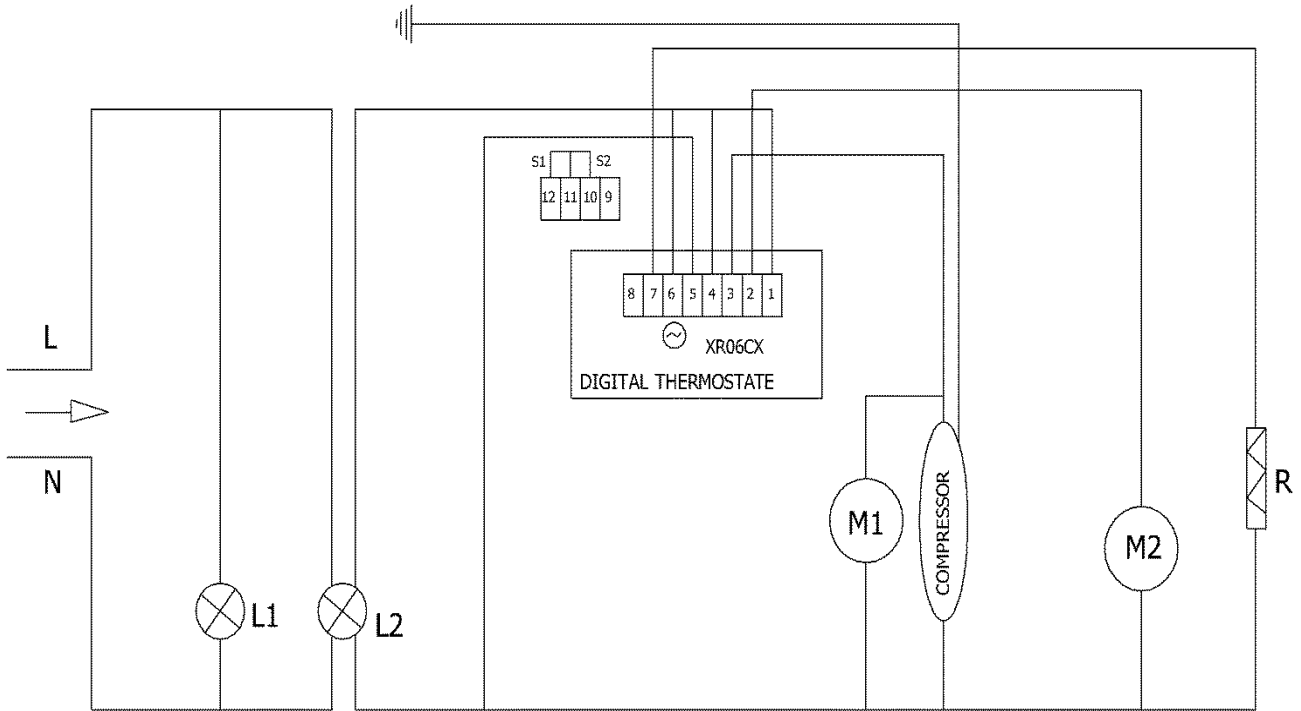 S1 S2
12 11 10 9
8 7 6 5 4 3 2 1
XR06CX
DIGITAL THERMOSTATE
L
N
L1
L2
M1
COMPRESSOR
M2
R